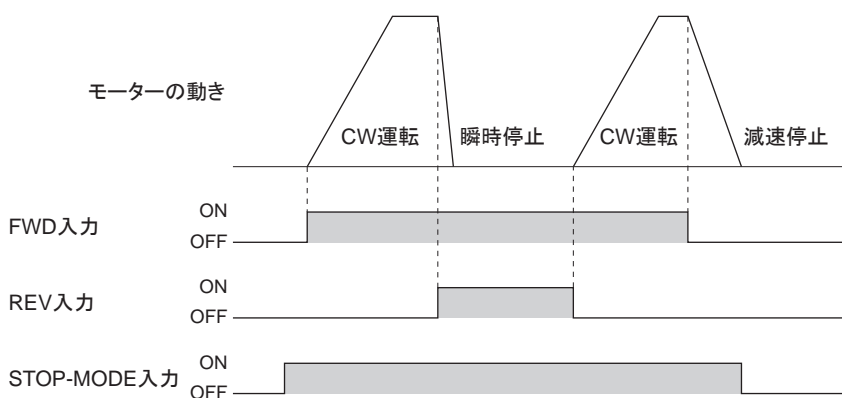 モーターの動き
CW運転
瞬時停止
CW運転
減速停止
FWD入力
ON
OFF
REV入力
ON
OFF
STOP-MODE入力
ON
OFF